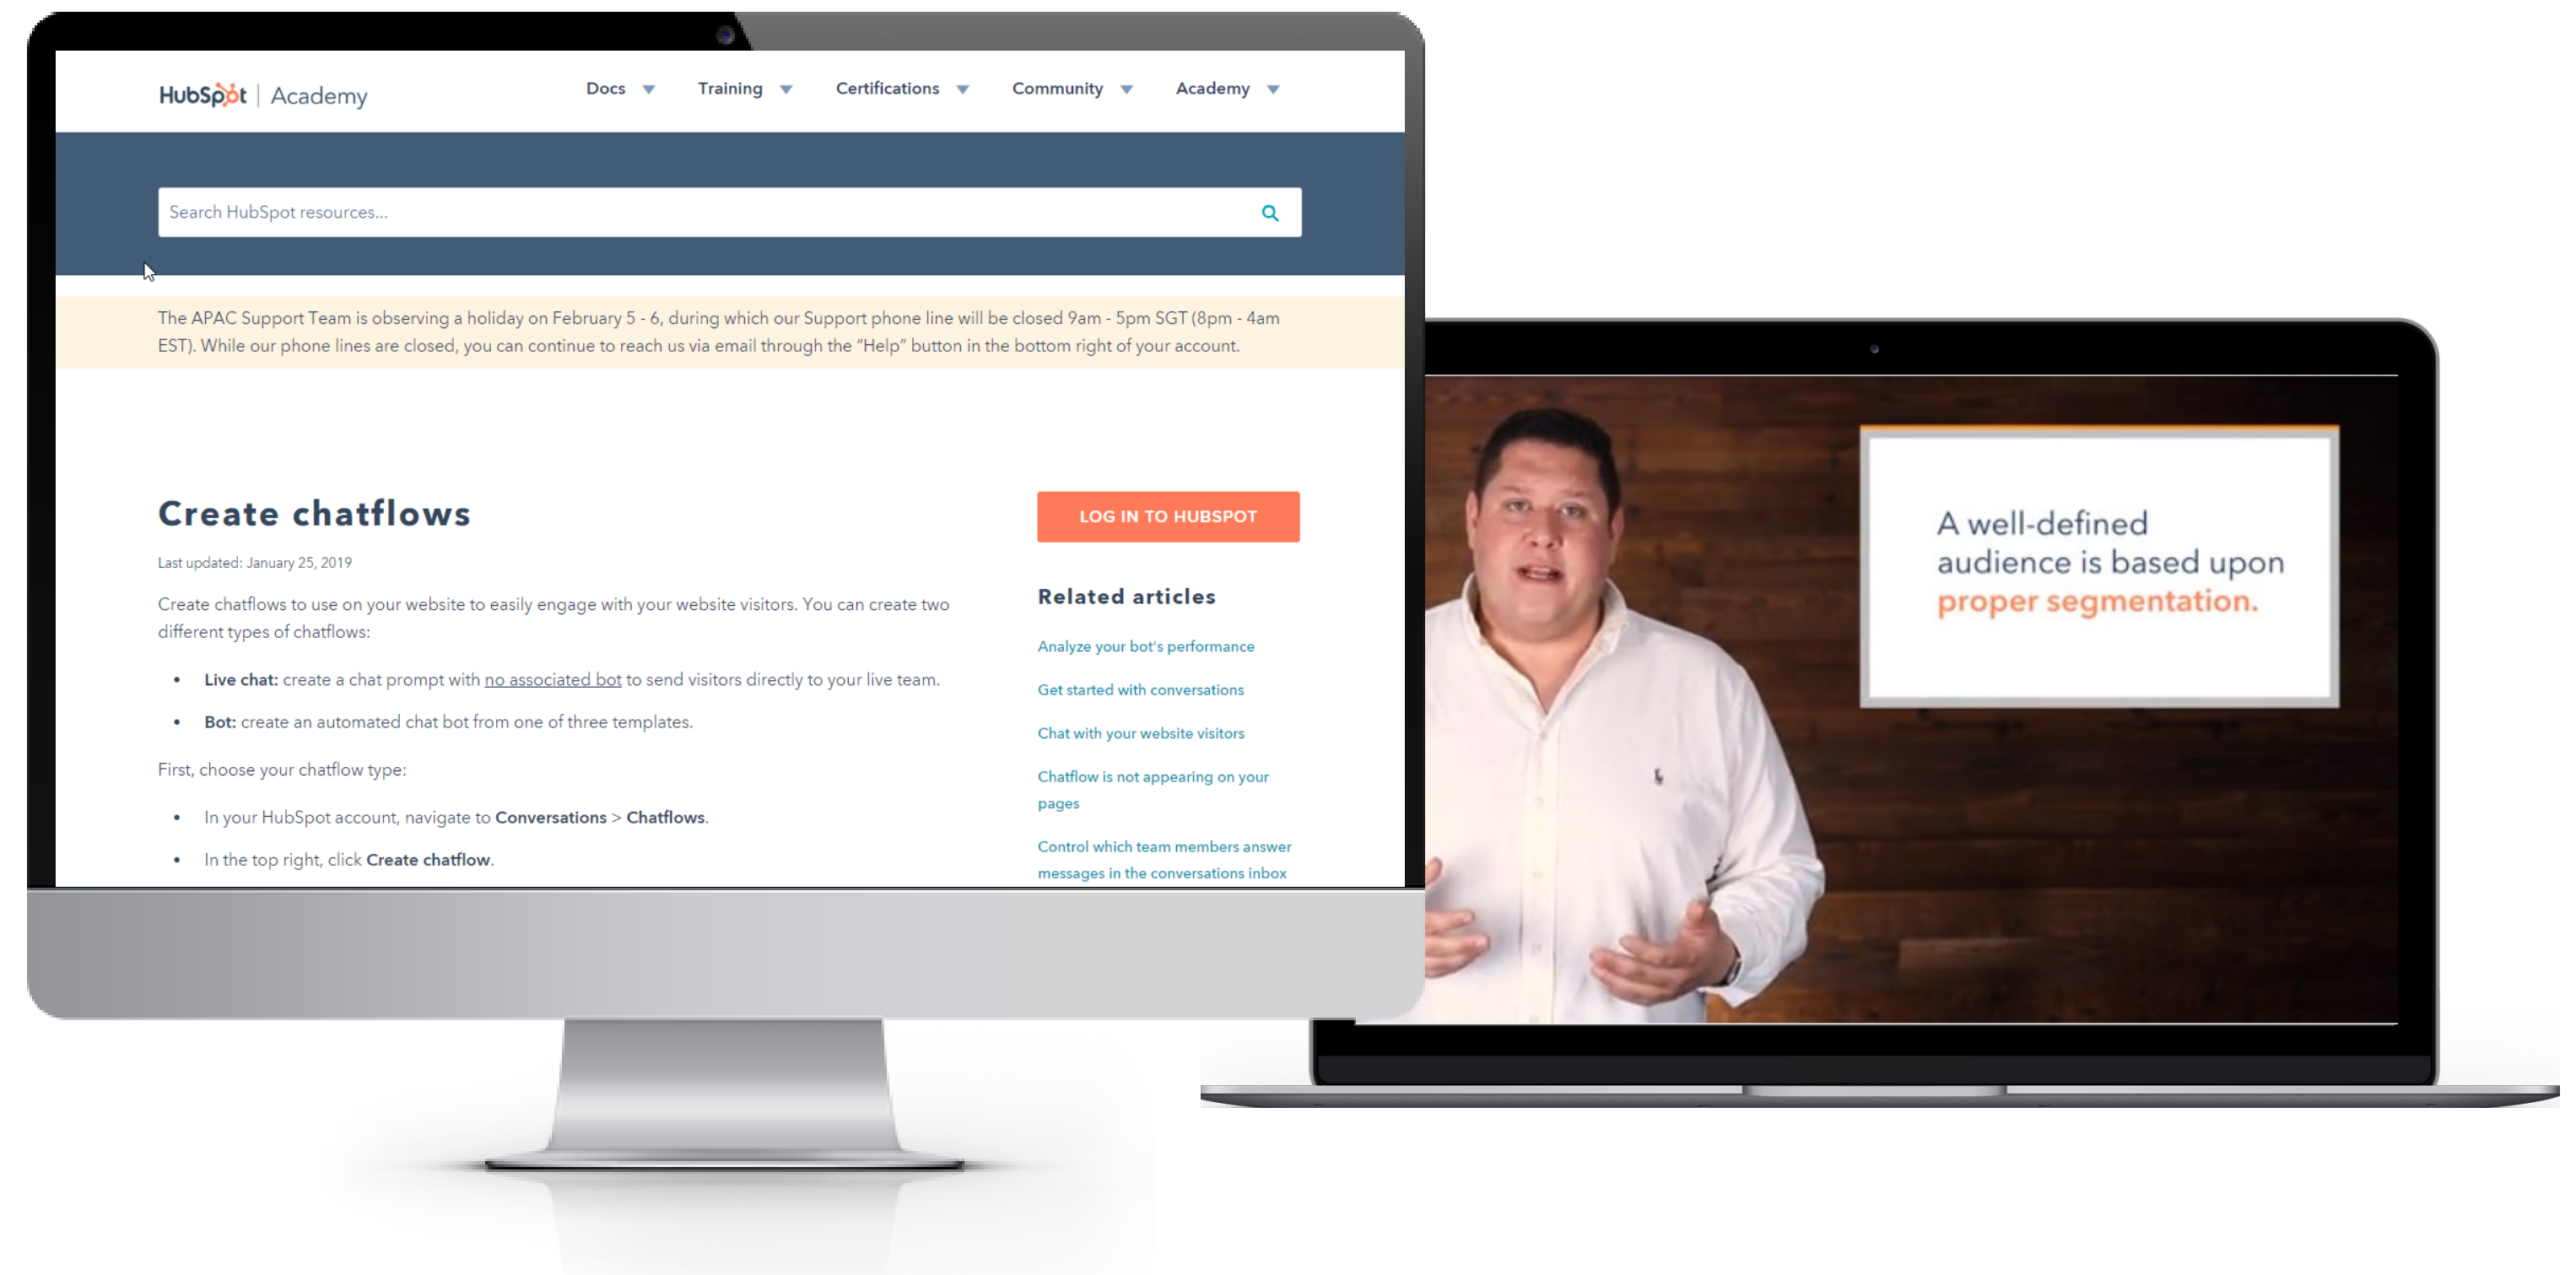 HubSpot | Academy
Docs Training Certifications Community Academy
Search HubSpot resources...
The APAC Support Team is observing a holiday on February 5 - 6, during which our Support phone line will be closed 9am - 5pm SGT (8pm - 4am
EST). While our phone lines are closed, you can continue to reach us via email through the “Help” button in the bottom right of your account.
Create chatflows
Last updated: January 25, 2019
Create chatflows to use on your website to easily engage with your website visitors. You can create two
different types of chatflows:
• Live chat: create a chat prompt with no associated bot to send visitors directly to your live team.
• Bot: create an automated chat bot from one of three templates.
First, choose your chatflow type:
• In your HubSpot account, navigate to Conversations > Chatflows.
• In the top right, click Create chatflow.
LOG IN TO HUBSPOT
Related articles
Analyze your bot's performance
Get started with conversations
Chat with your website visitors
Chatflow is not appearing on your
pages
Control which team members answer
messages in the conversations inbox
A well-defined
audience is based upon
proper segmentation.